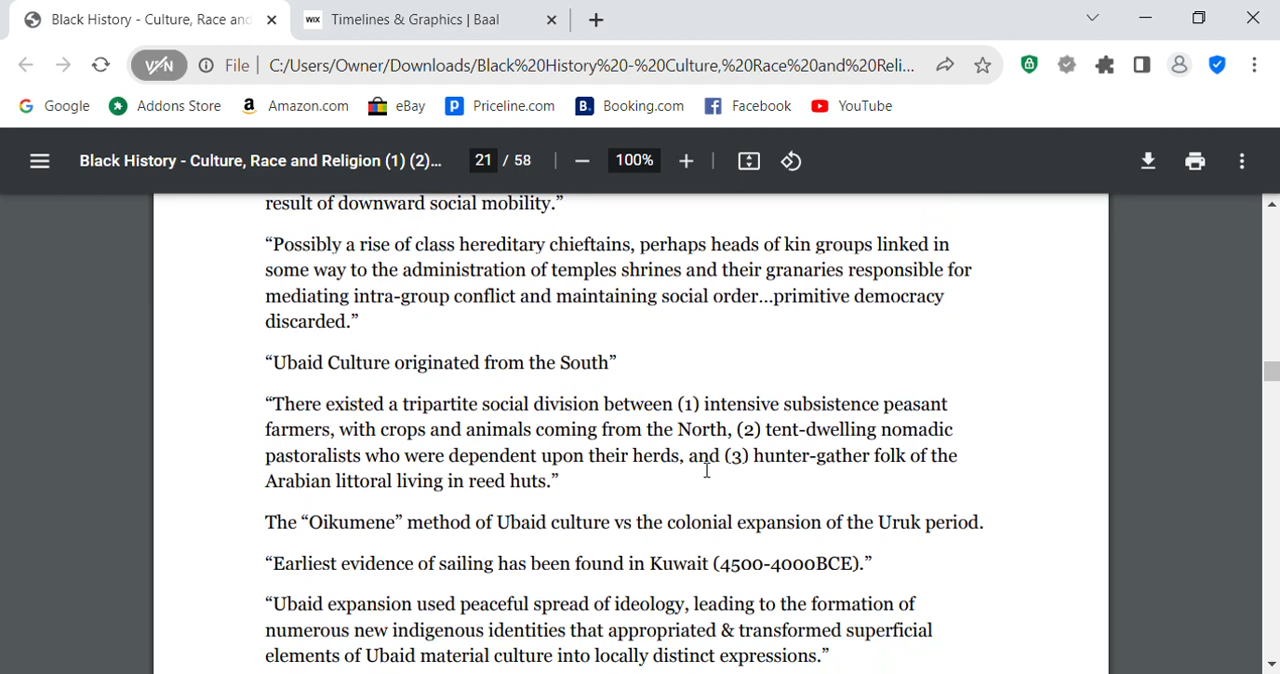 Black History - Culture, Race and
WIX Timelines & Graphics | Baal
VPN File C:/Users/Owner/Downloads/Black%20History%20-%20Culture,%20Race%20and%20Reli...
Google Addons Store Amazon.com eBay Priceline.com Booking.com Facebook YouTube
Black History - Culture, Race and Religion (1) (2)... 21 / 58 100%
result of downward social mobility.”
“Possibly a rise of class hereditary chieftains, perhaps heads of kin groups linked in
some way to the administration of temples shrines and their granaries responsible for
mediating intra-group conflict and maintaining social order...primitive democracy
discarded.”
“Ubaid Culture originated from the South”
“There existed a tripartite social division between (1) intensive subsistence peasant
farmers, with crops and animals coming from the North, (2) tent-dwelling nomadic
pastoralists who were dependent upon their herds, and (3) hunter-gather folk of the
Arabian littoral living in reed huts.”
The “Oikumene” method of Ubaid culture vs the colonial expansion of the Uruk period.
“Earliest evidence of sailing has been found in Kuwait (4500-4000BCE).”
“Ubaid expansion used peaceful spread of ideology, leading to the formation of
numerous new indigenous identities that appropriated & transformed superficial
elements of Ubaid material culture into locally distinct expressions.”